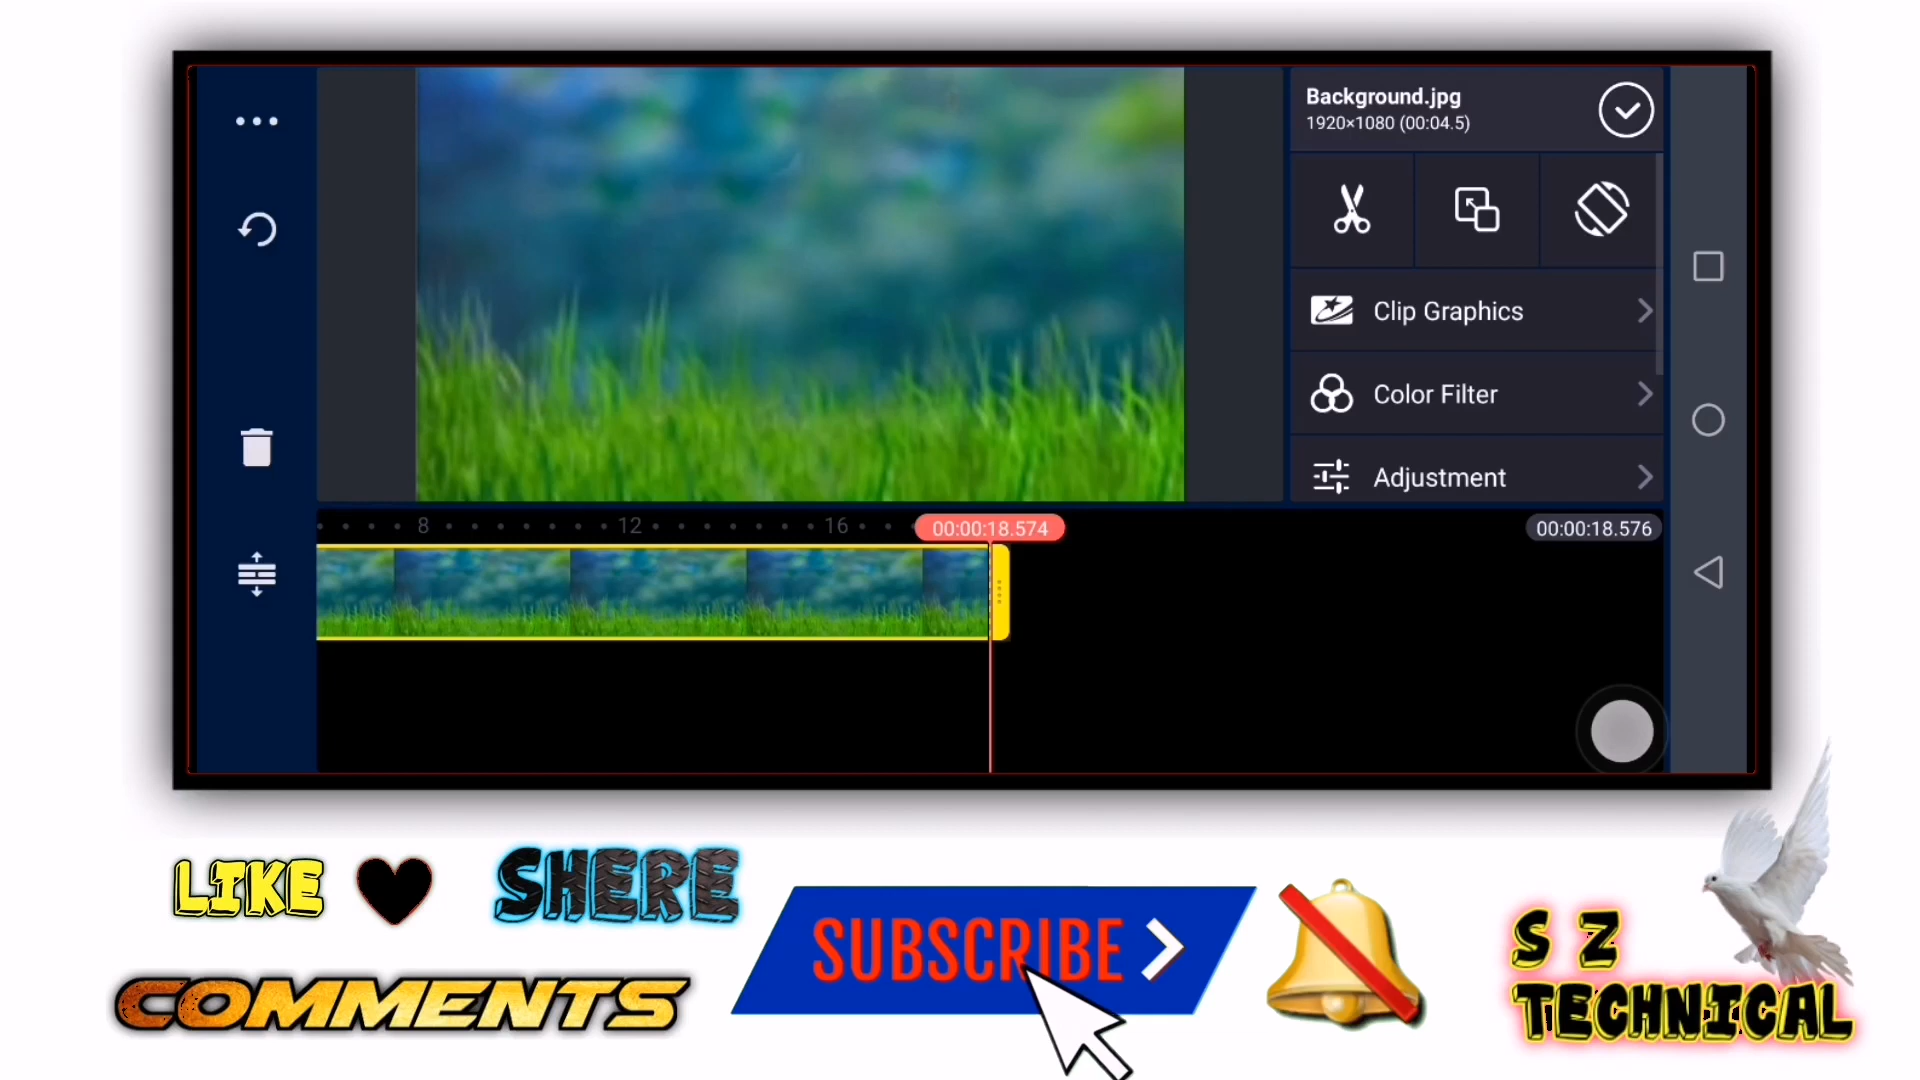 Background.jpg
1920×1080 (00:04.5)
Clip Graphics
Color Filter
Adjustment
8
12
16
00:00:18.574
00:00:18.576
LIKE
SHERE
SUBSCRIBE
COMMENTS
S Z
TECHNICAL